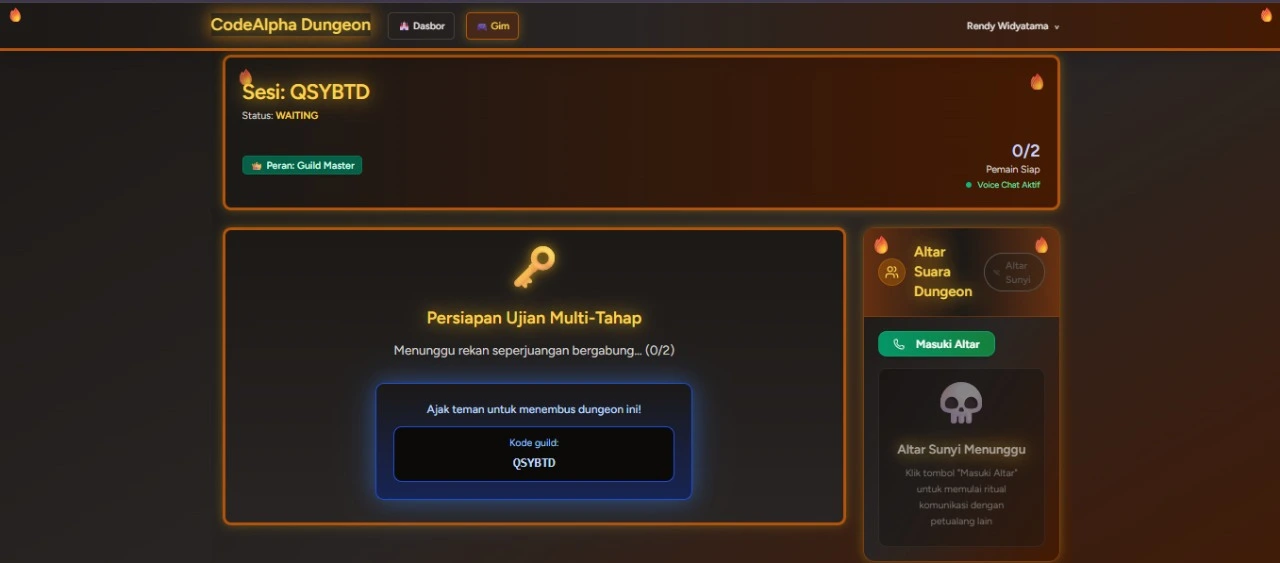 CodeAlpha Dungeon
Dasbor
Gim
Rendy Widyatama
Sesi: QSYBTD
Status: WAITING
Peran: Guild Master
0/2
Pemain Siap
Voice Chat Aktif
Persiapan Ujian Multi-Tahap
Menunggu rekan seperjuangan bergabung... (0/2)
Ajak teman untuk menembus dungeon ini!
Kode guild:
QSYBTD
Altar
Suara
Dungeon
Altar
Sunyi
Masuki Altar
Altar Sunyi Menunggu
Klik tombol "Masuki Altar"
untuk memulai ritual
komunikasi dengan
petualang lain